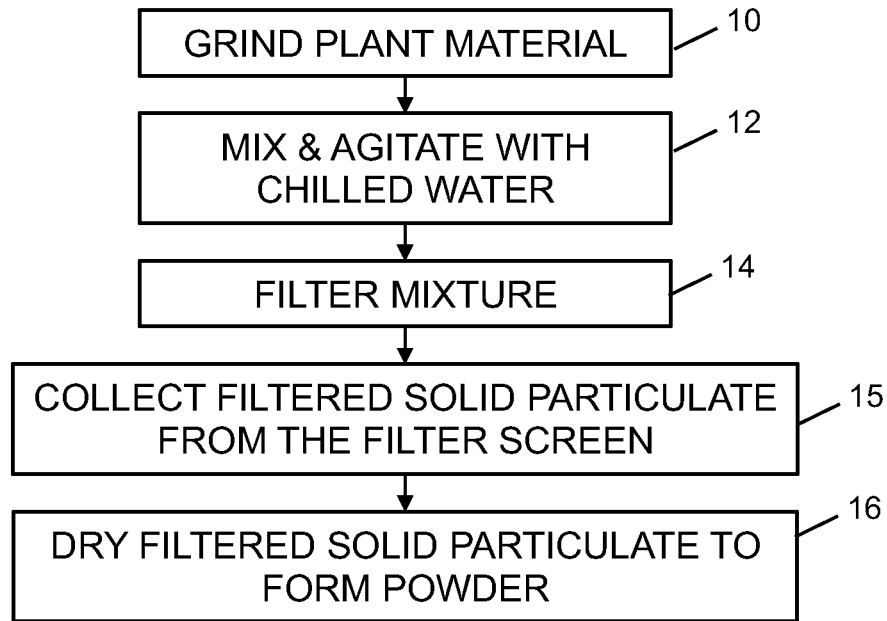 GRIND PLANT MATERIAL
10
MIX & AGITATE WITH
CHILLED WATER
12
FILTER MIXTURE
14
COLLECT FILTERED SOLID PARTICULATE
FROM THE FILTER SCREEN
15
DRY FILTERED SOLID PARTICULATE TO
FORM POWDER
16